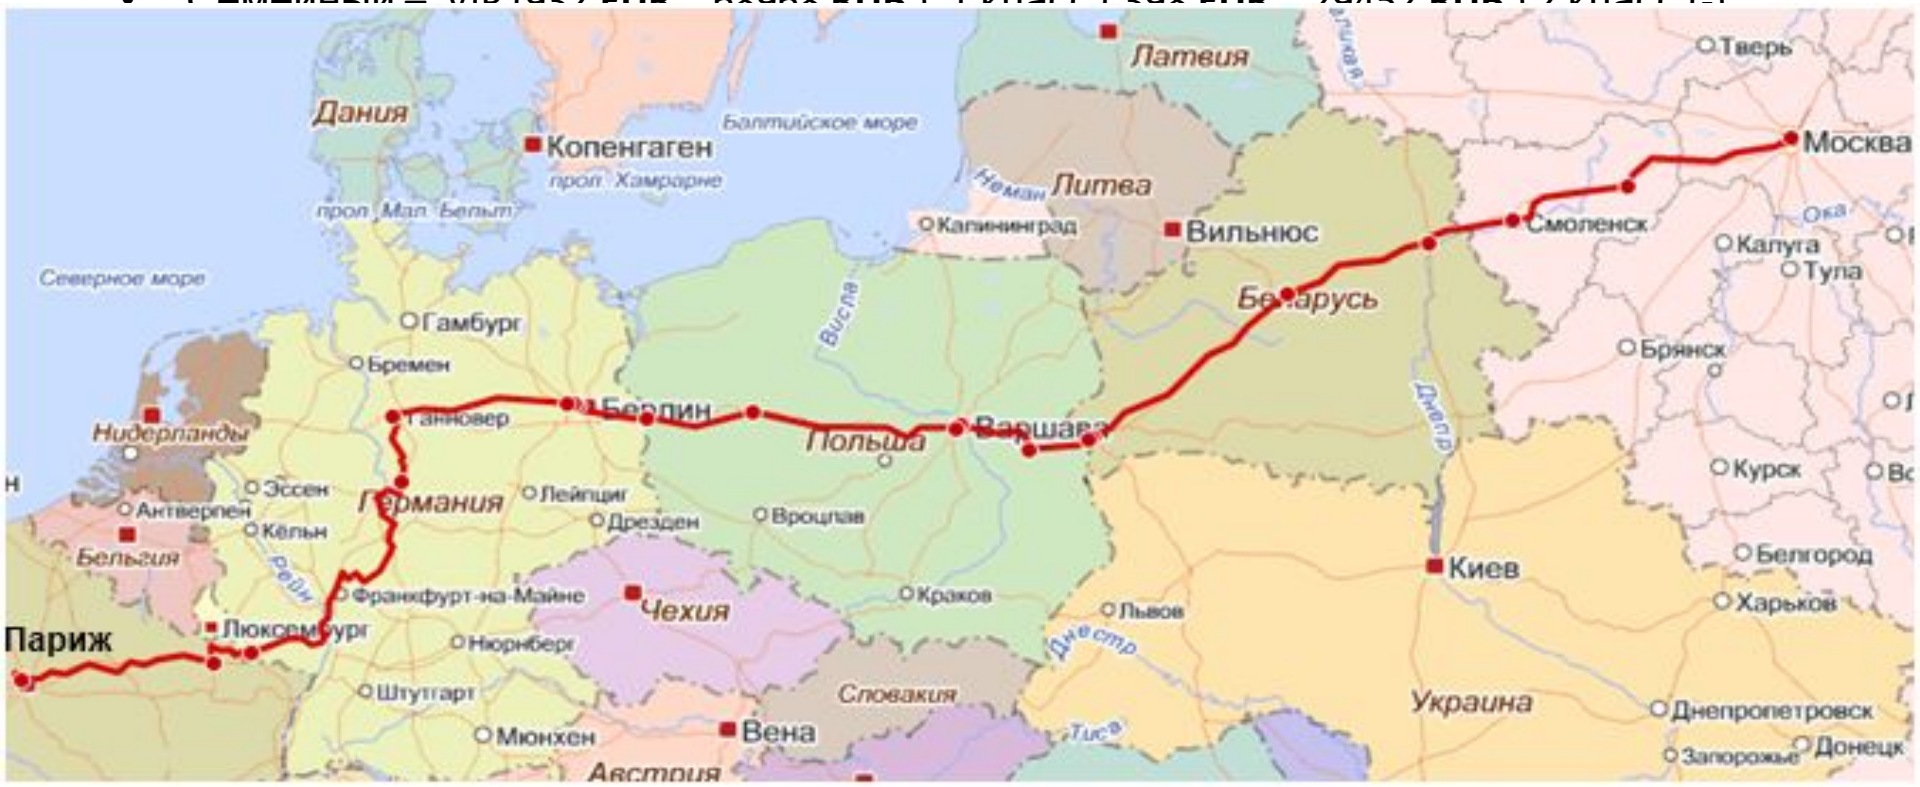 Латвия
Тверь
Дания
Балтийское море
Копенгаген
Москва
прол. Хамрарне
Неман
Литва
прол. Мал. Бельт
Калининград
Вильнюс
Смоленск
Ока
Калуга
Тула
Северное море
Висла
Беларусь
Гамбург
Бремен
Брянск
Ганновер
Берлин
Варшава
Днепр
Нидерланды
Польша
Курск
Эссен
Германия
Лейпциг
Антверпен
Кёльн
Дрезден
Вроцлав
Бельгия
Белгород
Рейн
Киев
Франкфурт-на-Майне
Чехия
Краков
Львов
Харьков
Париж
Люксембург
Нюрнберг
Днестр
Штутгарт
Словакия
Украина
Днепропетровск
Мюнхен
Вена
Тиса
Запорожье
Донецк
Австрия